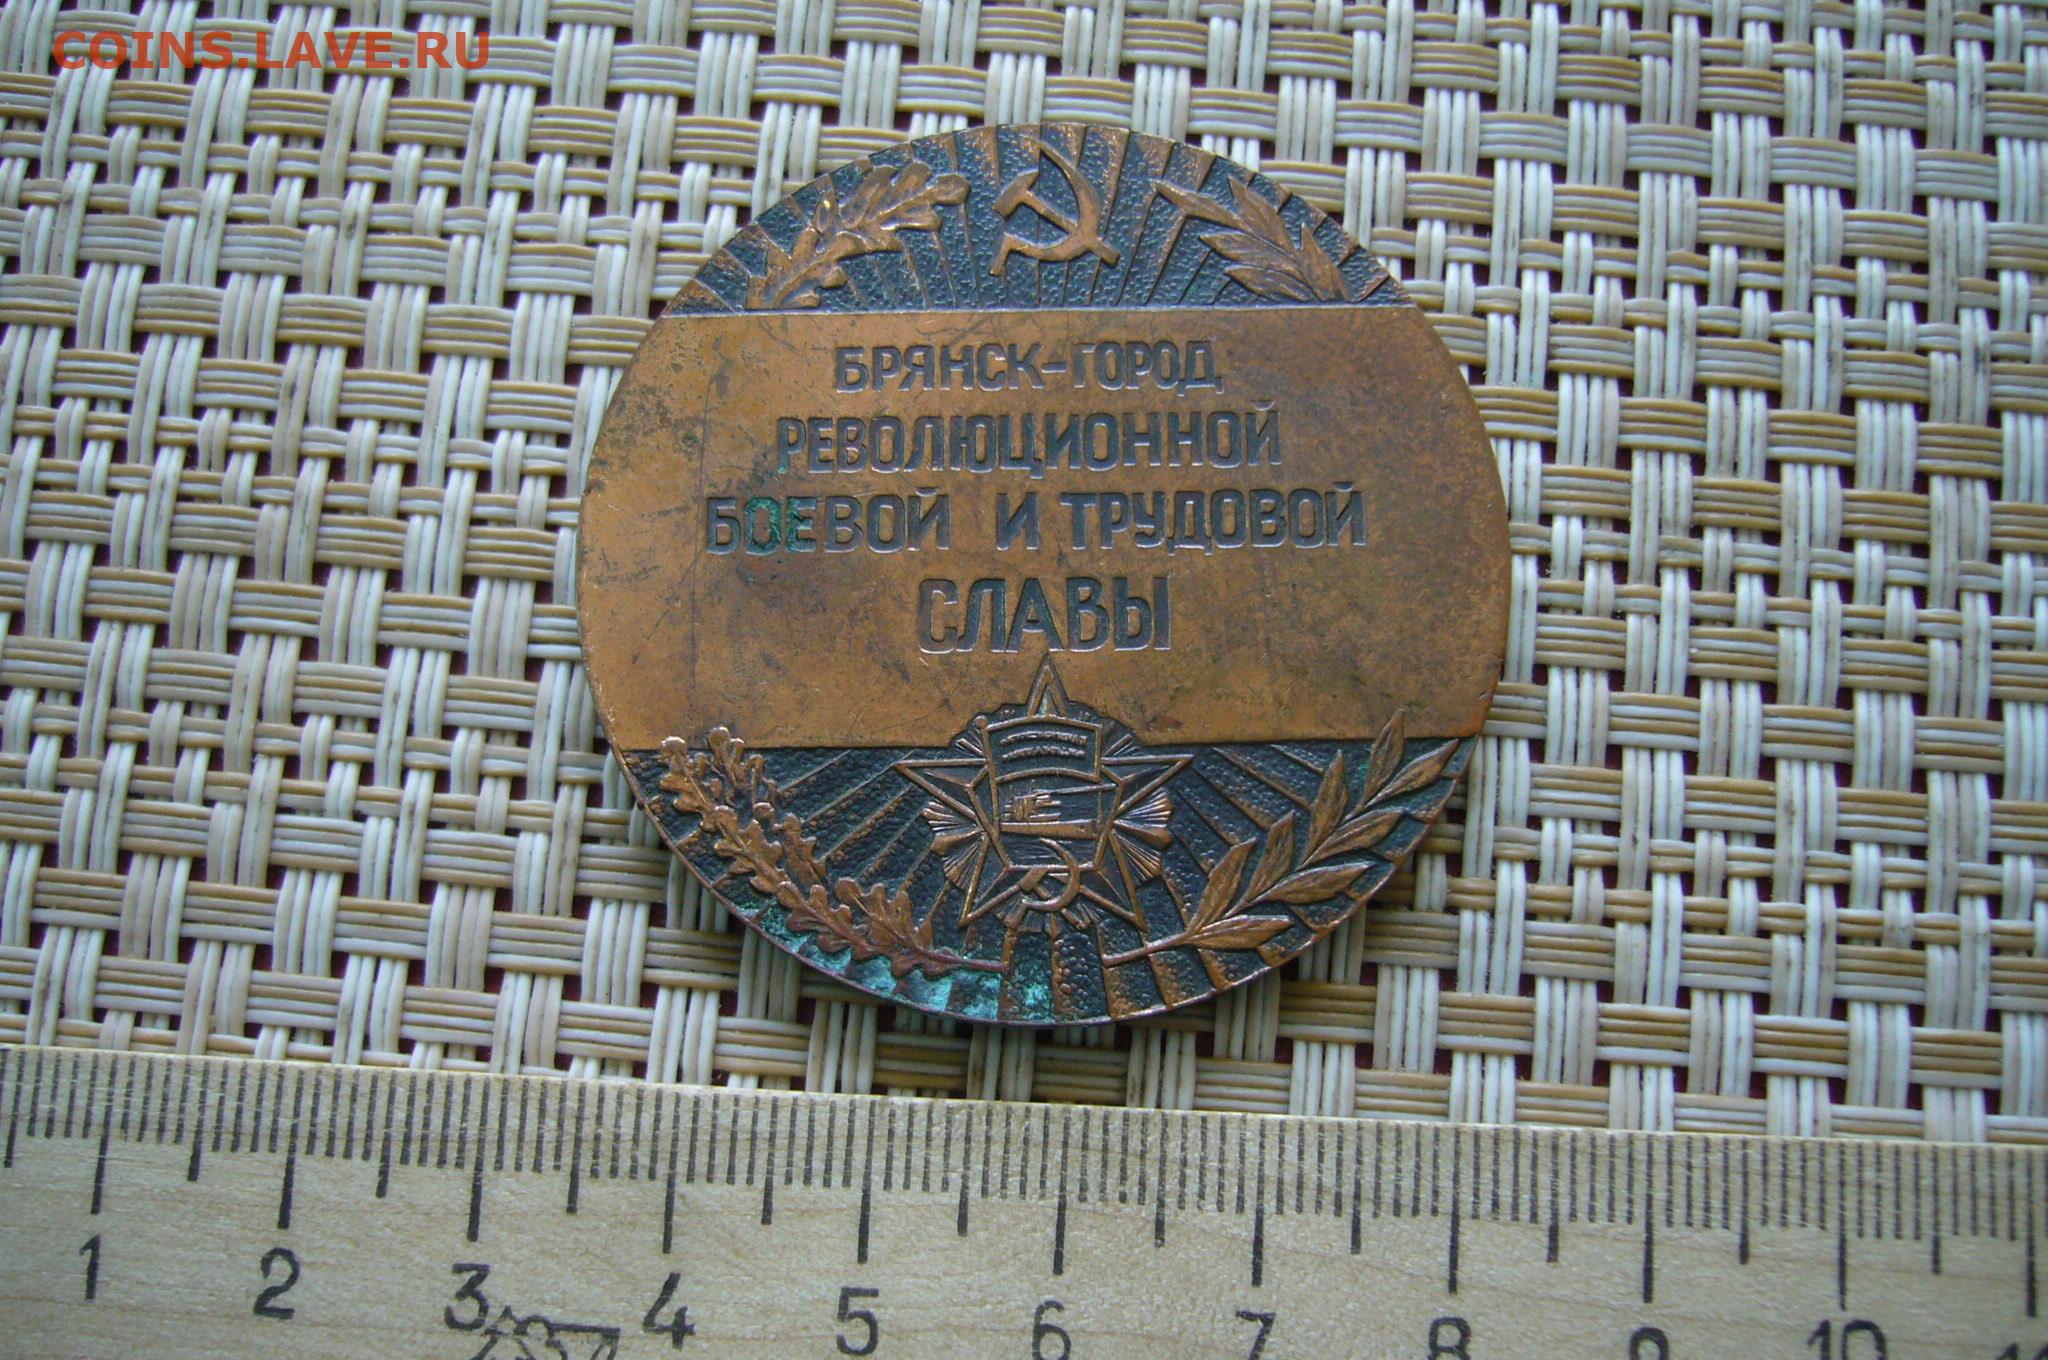 COINS.LAVE.RU
БРЯНСК-ГОРОД
РЕВОЛЮЦИОННОЙ
БОЕВОЙ И ТРУДОВОЙ
СЛАВЫ
1 2 3 4 5 6 7 8 9 10